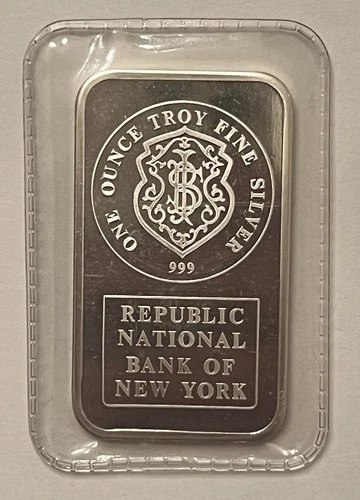 ONE OUNCE TROY FINE SILVER
999
REPUBLIC
NATIONAL
BANK OF
NEW YORK